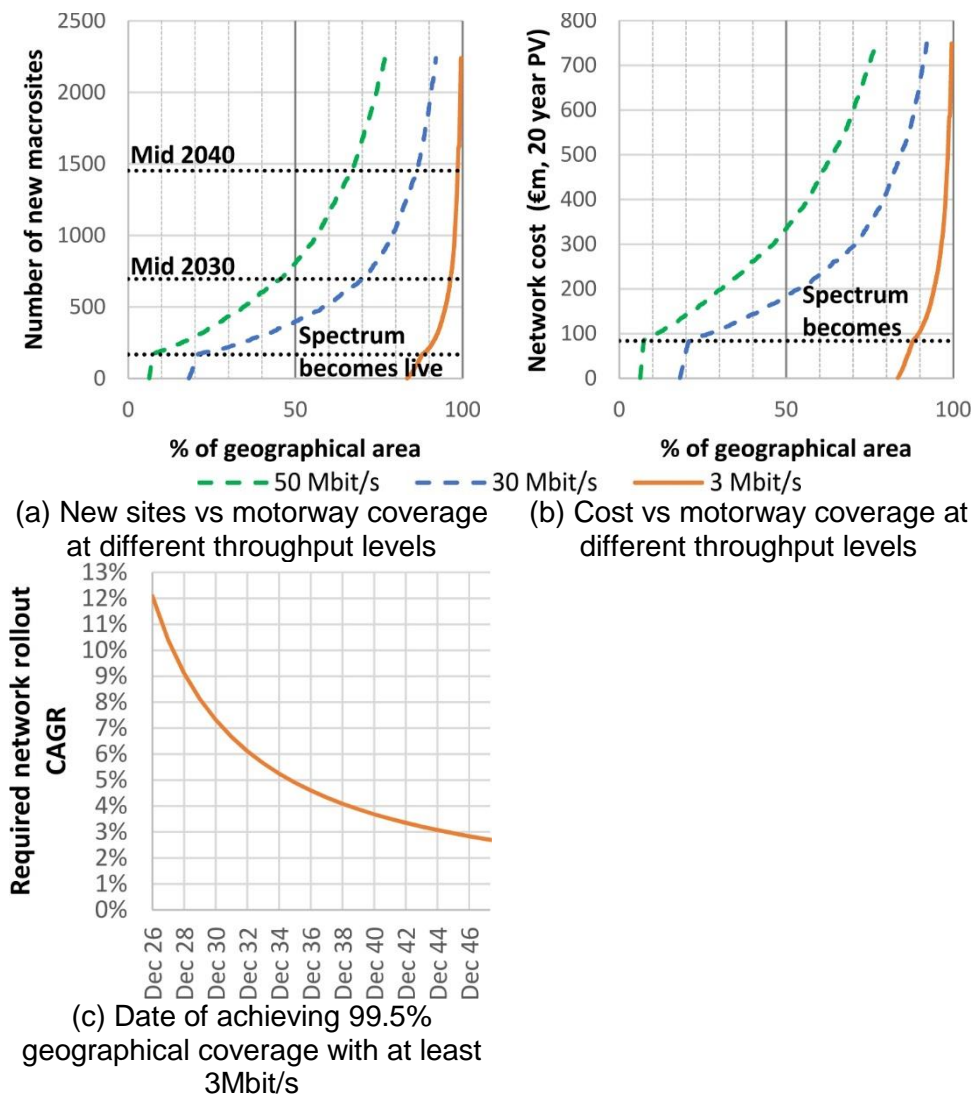 Number of new macrosites
2500
2000
1500
1000
500
0
Mid 2040
Mid 2030
Spectrum
becomes live
0
50
100
% of geographical area
Network cost (€m, 20 year PV)
800
700
600
500
400
300
200
100
0
Spectrum
becomes
0
50
100
% of geographical area
50 Mbit/s 30 Mbit/s 3 Mbit/s
(a) New sites vs motorway coverage
at different throughput levels
(b) Cost vs motorway coverage at
different throughput levels
Required network rollout
CAGR
13%
12%
11%
10%
9%
8%
7%
6%
5%
4%
3%
2%
1%
0%
Dec 26
Dec 28
Dec 30
Dec 32
Dec 34
Dec 36
Dec 38
Dec 40
Dec 42
Dec 44
Dec 46
(c) Date of achieving 99.5%
geographical coverage with at least
3Mbit/s